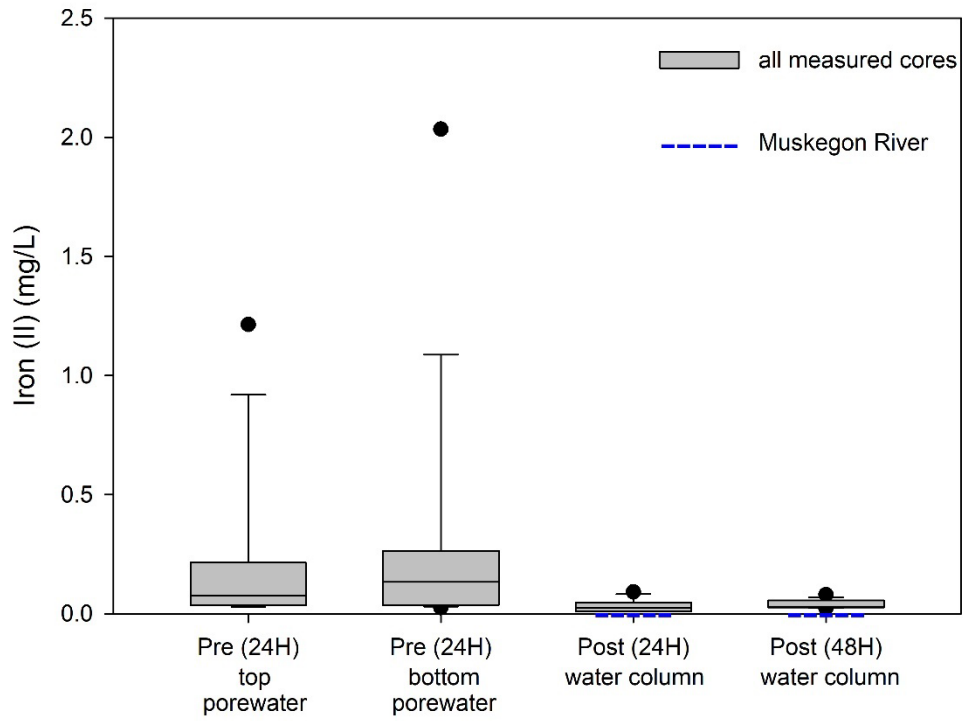 2.5
all measured cores
2.0
Muskegon River
1.5
1.0
0.5
0.0
Iron (II) (mg/L)
Pre (24H)
top
porewater
Pre (24H)
bottom
porewater
Post (24H)
water column
Post (48H)
water column